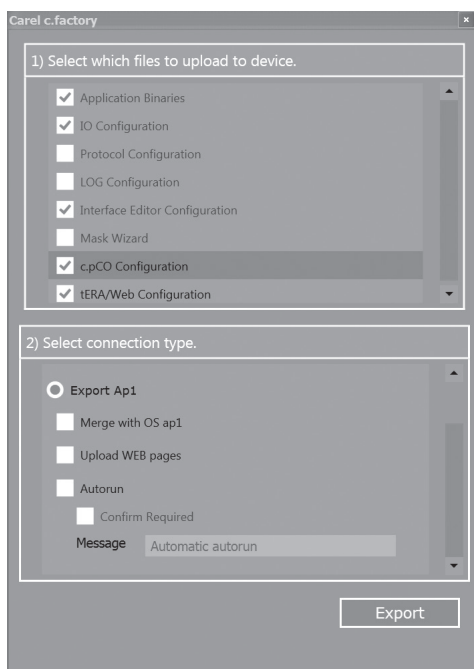 Carel c.factory
1) Select which files to upload to device.
Application Binaries
IO Configuration
Protocol Configuration
LOG Configuration
Interface Editor Configuration
Mask Wizard
c.pCO Configuration
tERA/Web Configuration
2) Select connection type.
Export Ap1
Merge with OS ap1
Upload WEB pages
Autorun
Confirm Required
Message Automatic autorun
Export